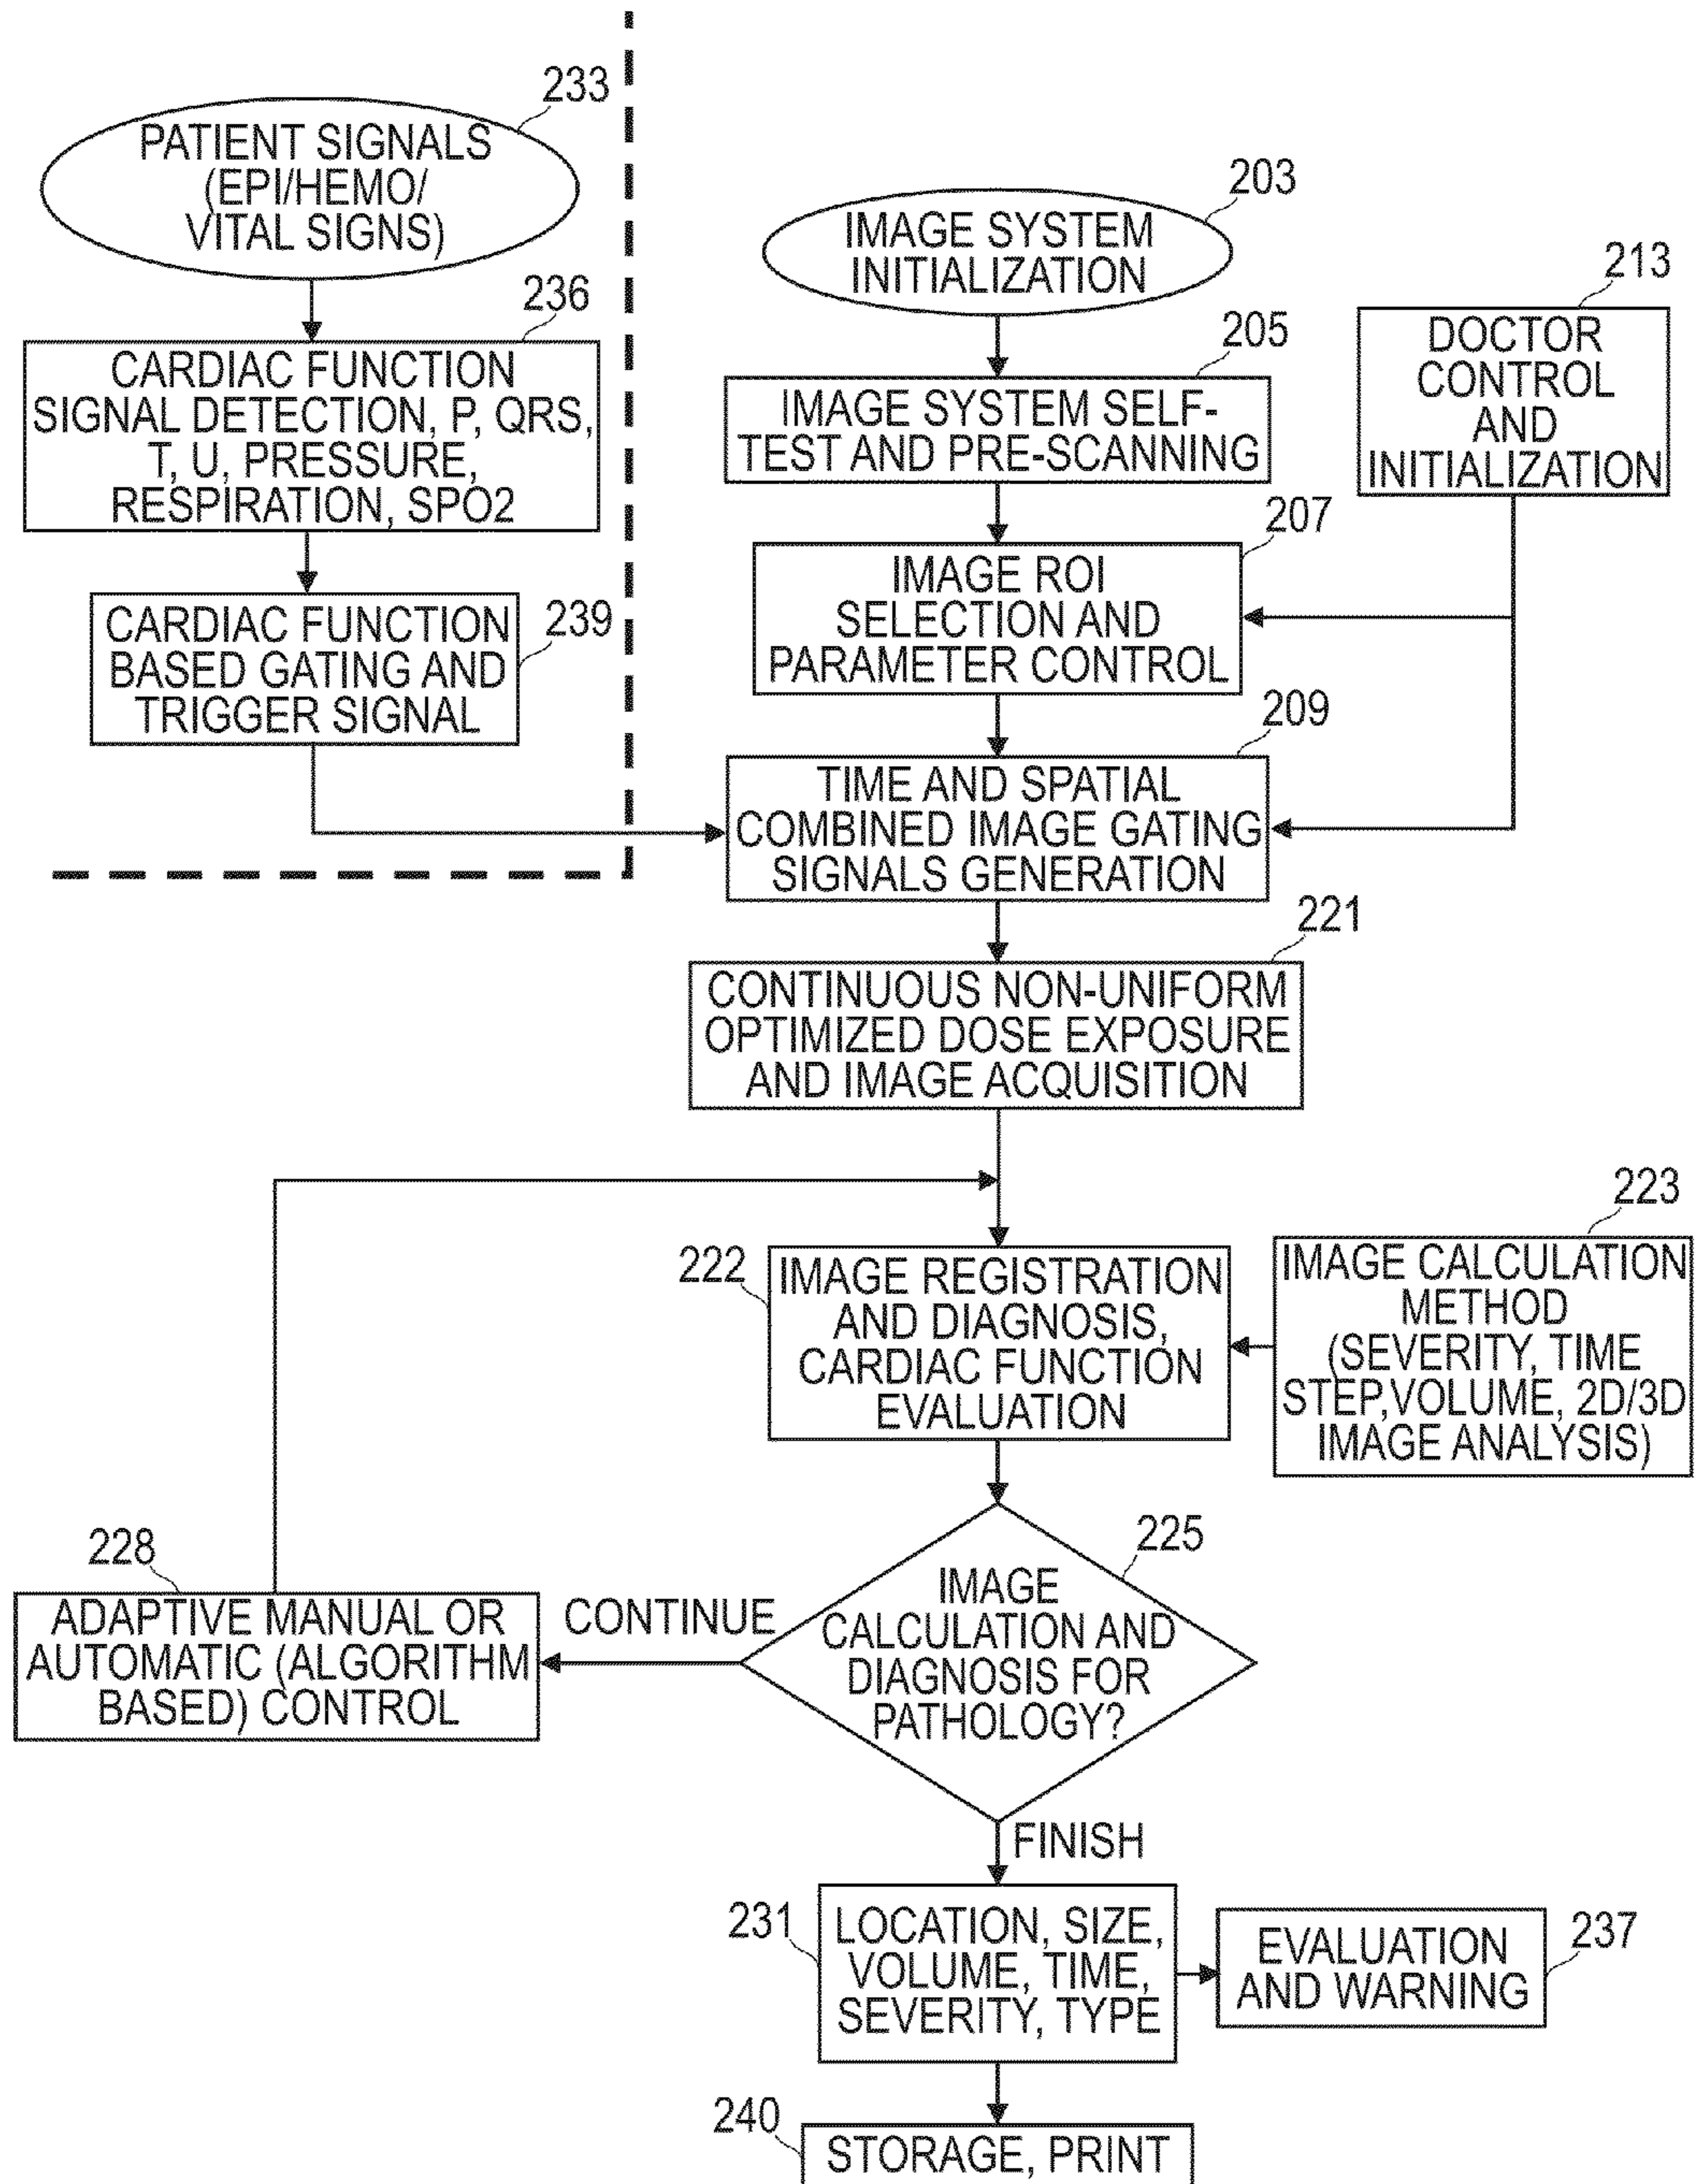 233
PATIENT SIGNALS
(EPI/HEMO/
VITAL SIGNS)
236
CARDIAC FUNCTION
SIGNAL DETECTION, P, QRS,
T, U, PRESSURE,
RESPIRATION, SPO2
239
CARDIAC FUNCTION
BASED GATING AND
TRIGGER SIGNAL
203
IMAGE SYSTEM
INITIALIZATION
205
IMAGE SYSTEM SELF-
TEST AND PRE-SCANNING
213
DOCTOR
CONTROL
AND
INITIALIZATION
207
IMAGE ROI
SELECTION AND
PARAMETER CONTROL
209
TIME AND SPATIAL
COMBINED IMAGE GATING
SIGNALS GENERATION
221
CONTINUOUS NON-UNIFORM
OPTIMIZED DOSE EXPOSURE
AND IMAGE ACQUISITION
222
IMAGE REGISTRATION
AND DIAGNOSIS,
CARDIAC FUNCTION
EVALUATION
223
IMAGE CALCULATION
METHOD
(SEVERITY, TIME
STEP,VOLUME, 2D/3D
IMAGE ANALYSIS)
225
IMAGE
CALCULATION AND
DIAGNOSIS FOR
PATHOLOGY?
CONTINUE
228
ADAPTIVE MANUAL OR
AUTOMATIC (ALGORITHM
BASED) CONTROL
FINISH
231
LOCATION, SIZE,
VOLUME, TIME,
SEVERITY, TYPE
237
EVALUATION
AND WARNING
240
STORAGE, PRINT